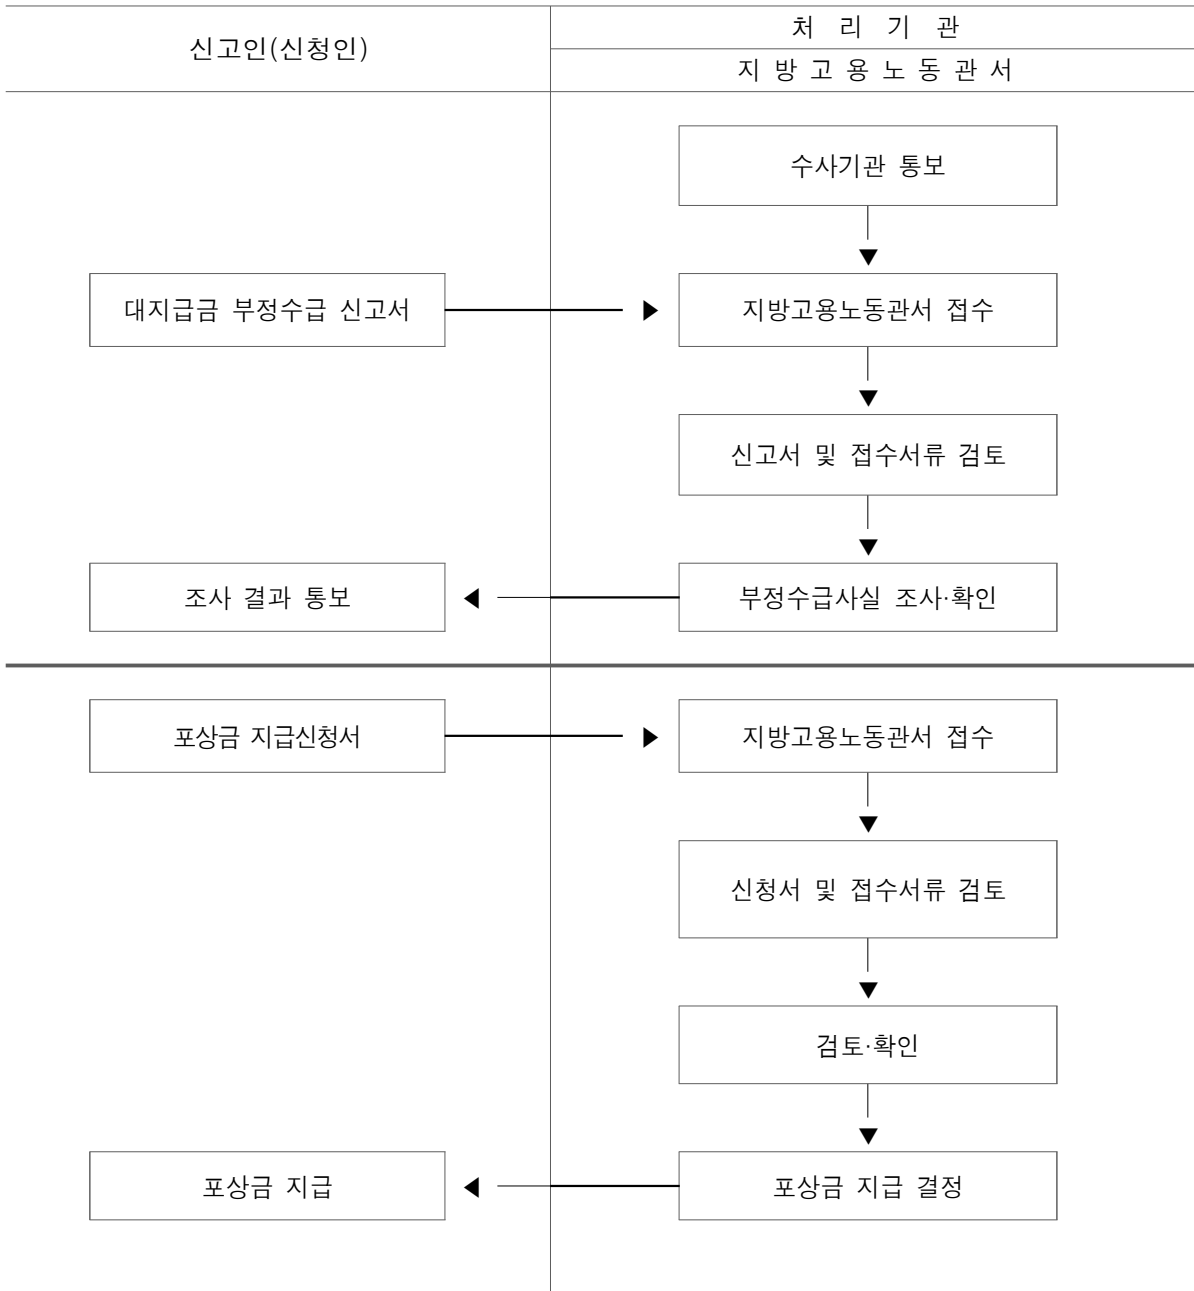 신고인(신청인)
처 리 기 관
지 방 고 용 노 동 관 서
수사기관 통보
대지급금 부정수급 신고서
지방고용노동관서 접수
신고서 및 접수서류 검토
조사 결과 통보
부정수급사실 조사·확인
포상금 지급신청서
지방고용노동관서 접수
신청서 및 접수서류 검토
검토·확인
포상금 지급
포상금 지급 결정